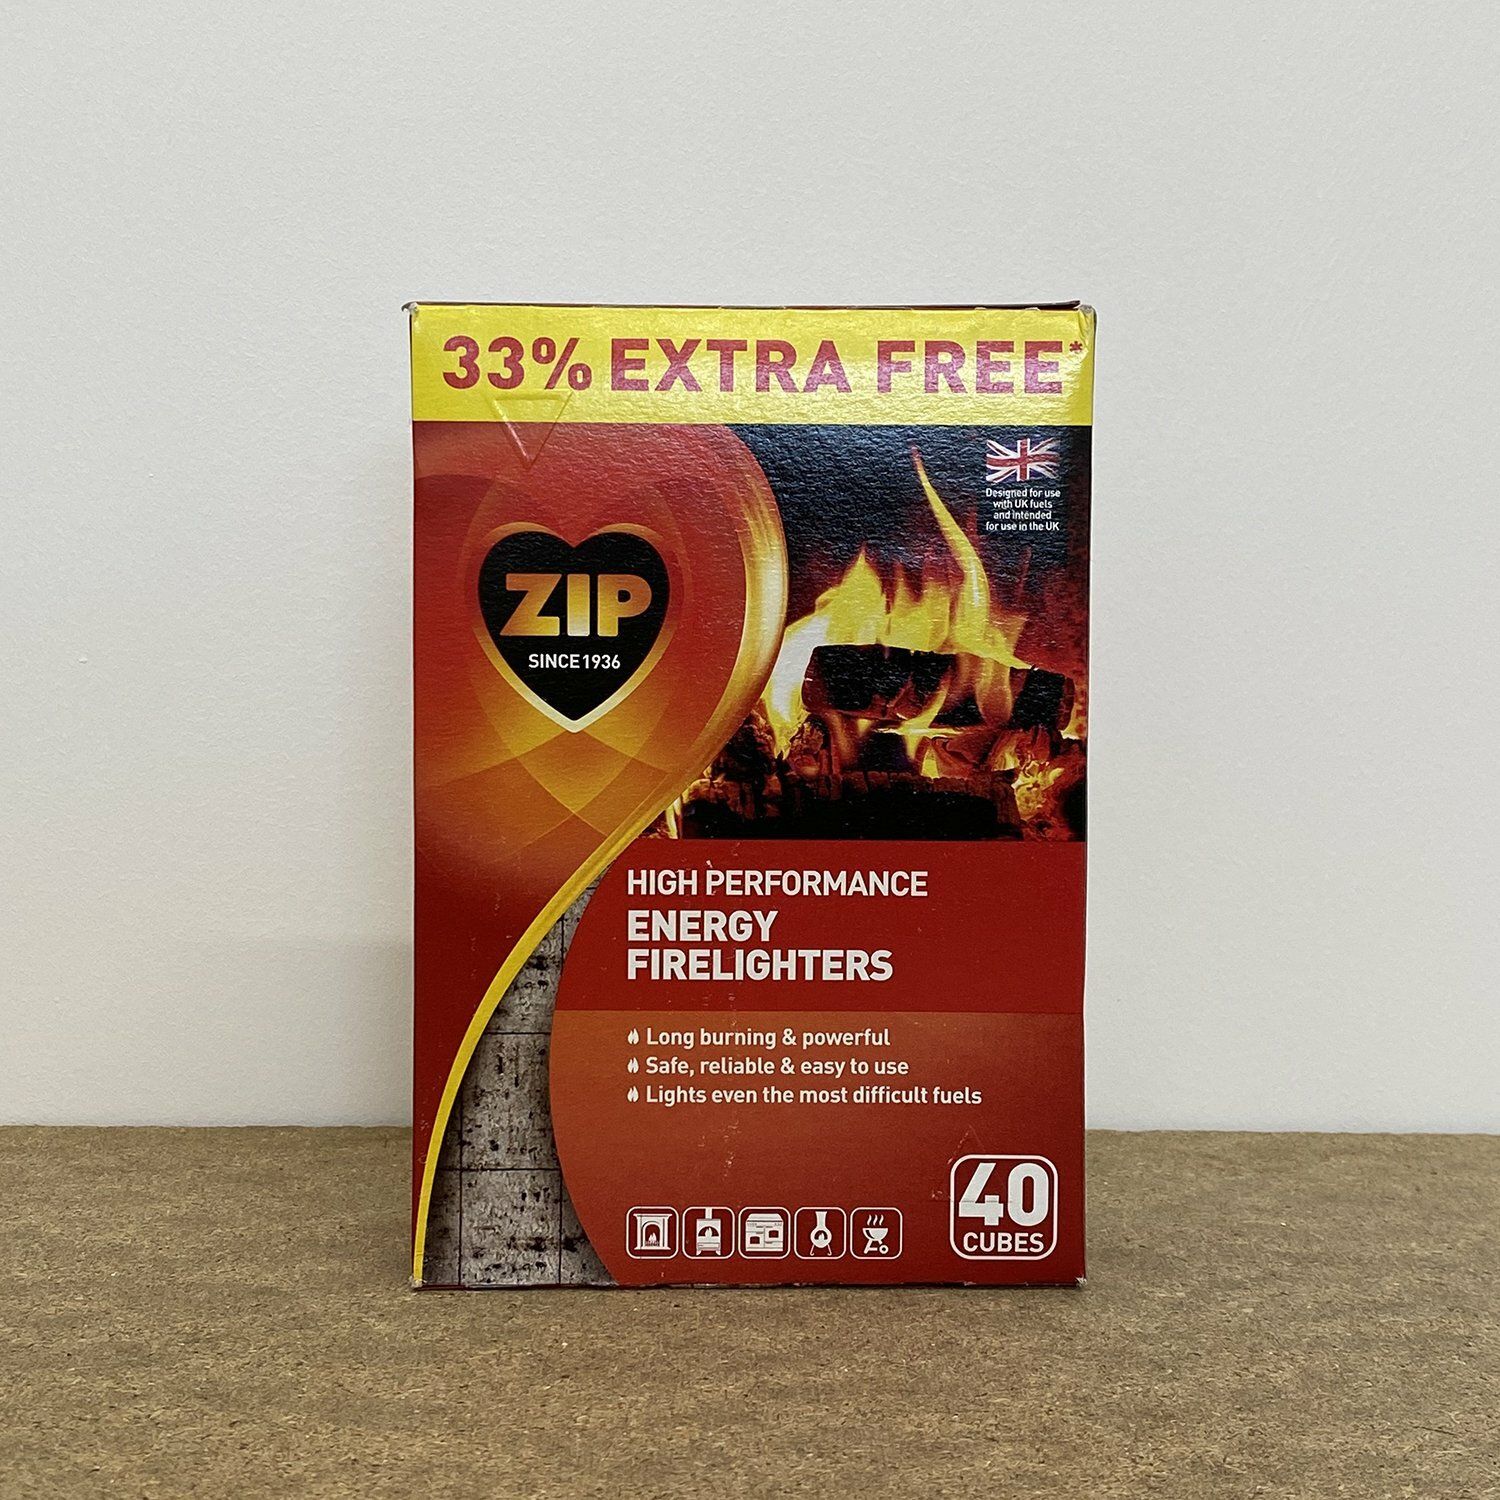 33% EXTRA FREE*
Designed for use
with UK fuels
and intended
for use in the UK
ZIP
SINCE 1936
HIGH PERFORMANCE
ENERGY
FIRELIGHTERS
Long burning & powerful
Safe, reliable & easy to use
Lights even the most difficult fuels
40
CUBES